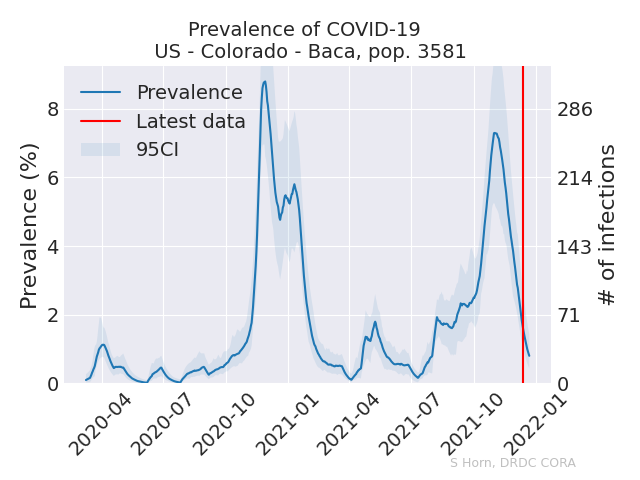 Prevalence of COVID-19
US - Colorado - Baca, pop. 3581
Prevalence
Latest data
95CI
Prevalence (%)
8
6
4
2
0
# of infections
286
214
143
71
0
2020-04
2020-07
2020-10
2021-01
2021-04
2021-07
2021-10
2022-01
S Horn, DRDC CORA